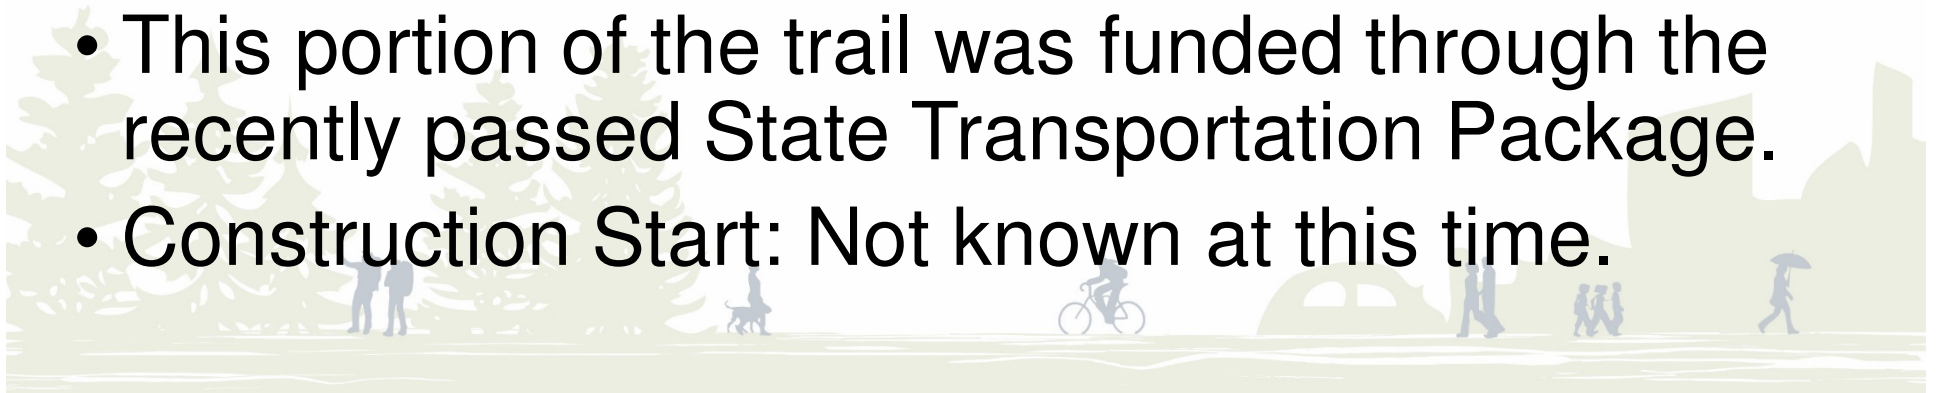 • This portion of the trail was funded through the
recently passed State Transportation Package.
• Construction Start: Not known at this time.